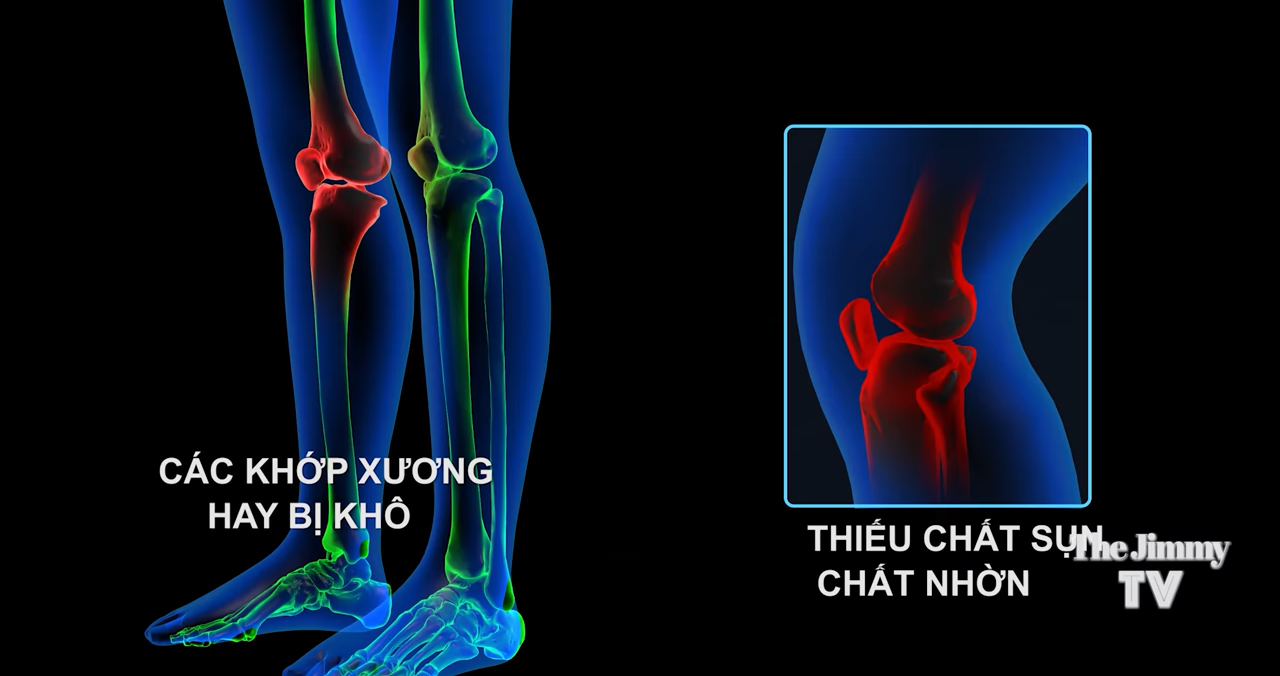 CÁC KHỚP XƯƠNG
HAY BỊ KHÔ
THIẾU CHẤT SỤN
CHẤT NHỜN
The Jimmy
TV